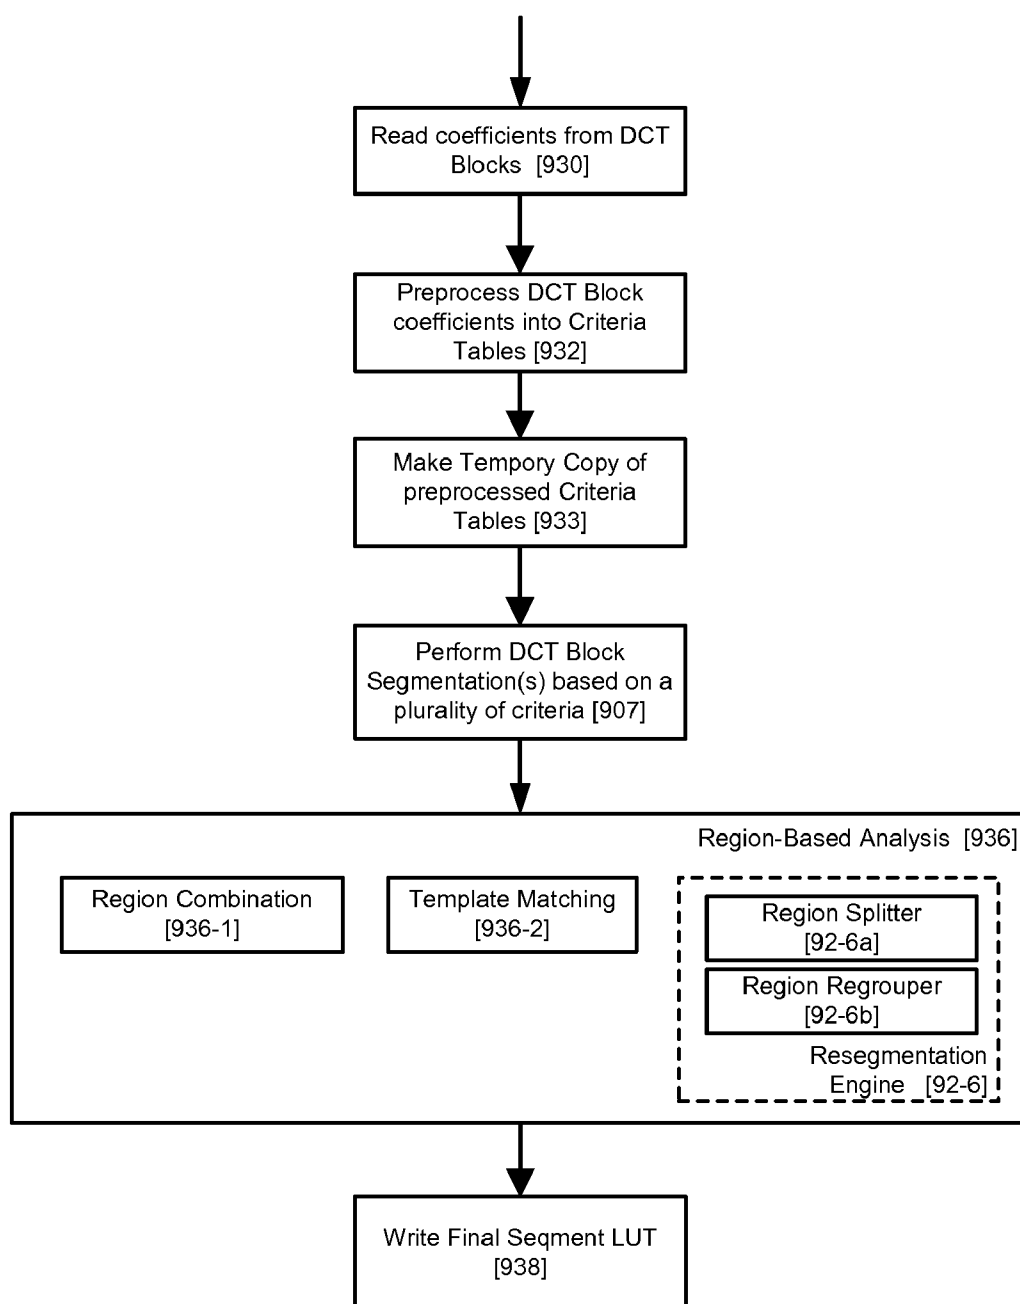 Read coefficients from DCT
Blocks [930]
Preprocess DCT Block
coefficients into Criteria
Tables [932]
Make Tempory Copy of
preprocessed Criteria
Tables [933]
Perform DCT Block
Segmentation(s) based on a
plurality of criteria [907]
Region-Based Analysis [936]
Region Combination
[936-1]
Template Matching
[936-2]
Region Splitter
[92-6a]
Region Regrouper
[92-6b]
Resegmentation
Engine [92-6]
Write Final Seqment LUT
[938]